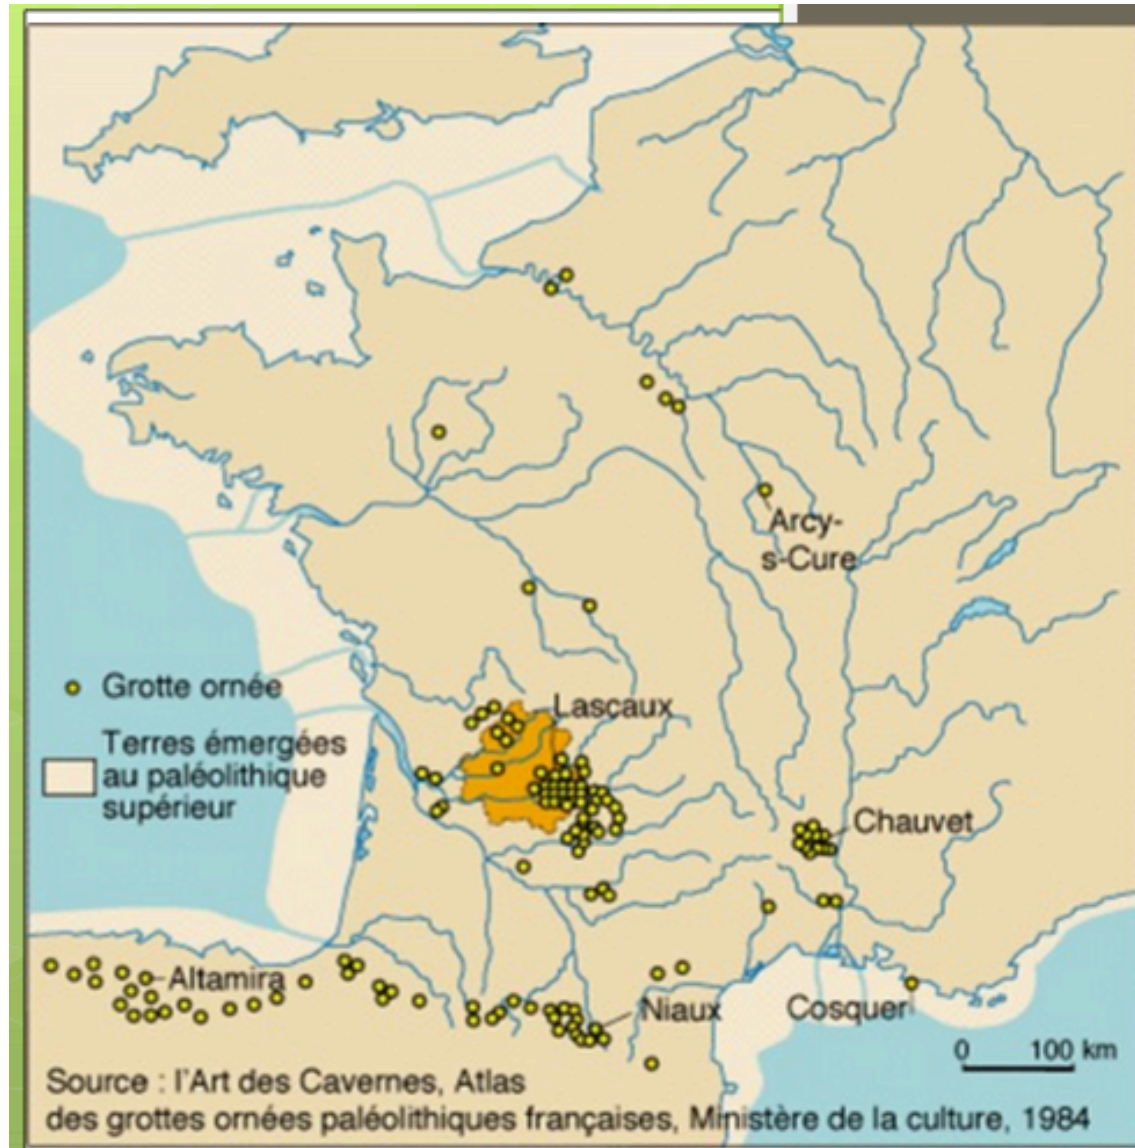 Arcy-
s-Cure
Grotte ornée
Lascaux
Terres émergées
au paléolithique
supérieur
Chauvet
Altamira
Niaux
Cosquer
0 100 km
Source : l'Art des Cavernes, Atlas
des grottes ornées paléolithiques françaises, Ministère de la culture, 1984